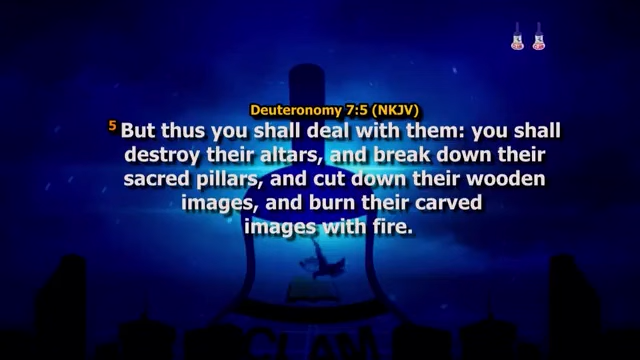 Deuteronomy 7:5 (NKJV)
5 But thus you shall deal with them: you shall
destroy their altars, and break down their
sacred pillars, and cut down their wooden
images, and burn their carved
images with fire.
CLAM